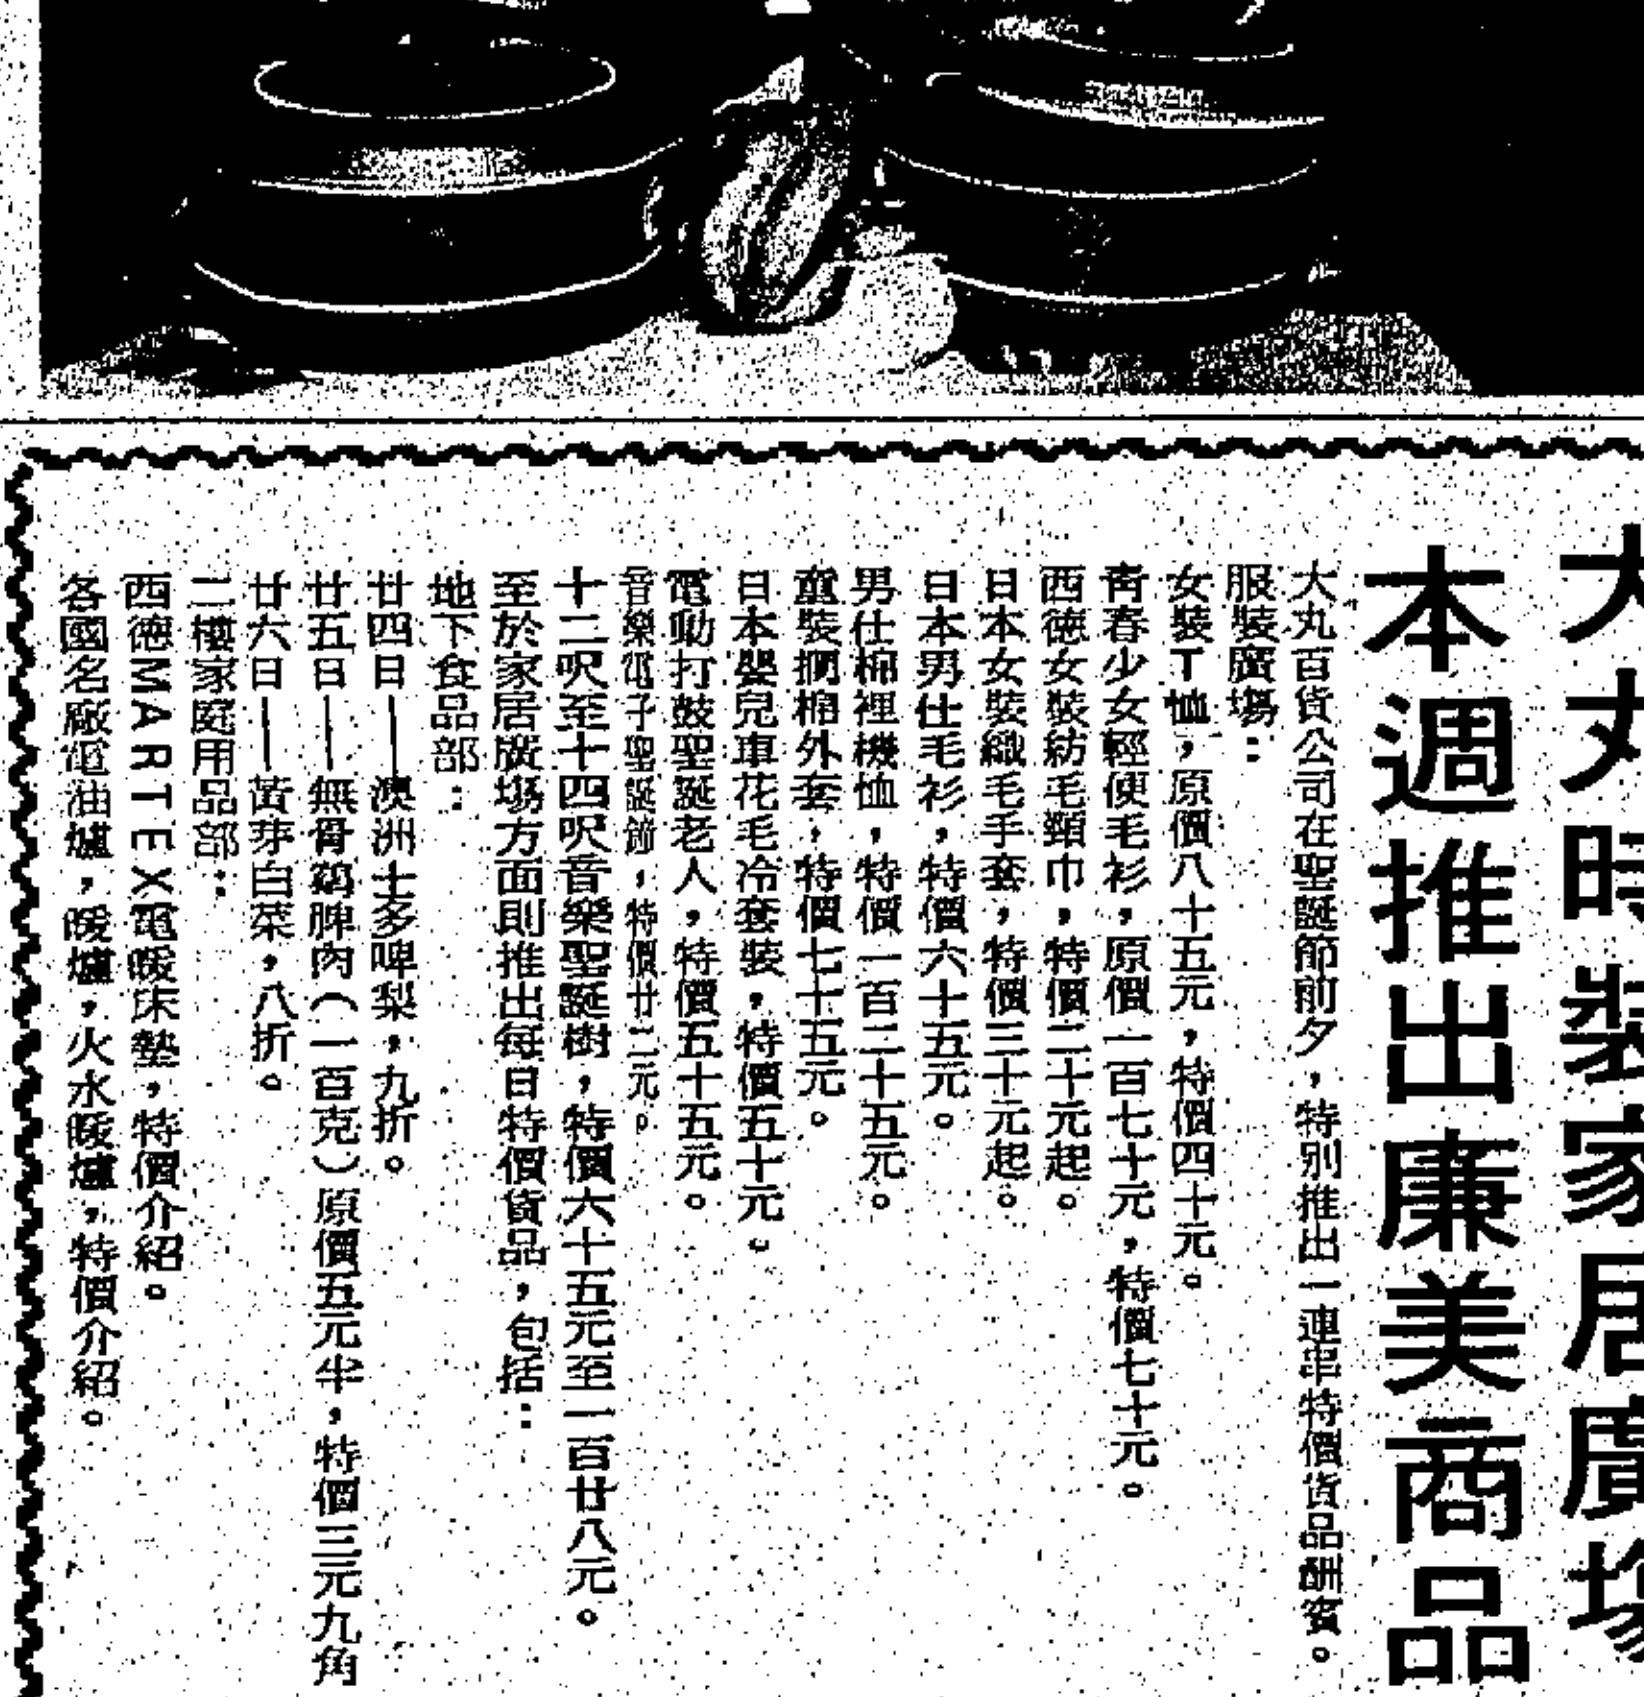 大丸時裝家居廣塲
本週推出廉美商品
大丸百貨公司在聖誕節前夕，特別推出一連串特價貨品酬賓。
服裝廣塲：
女裝T恤，原價八十五元，特價四十元。
青春少女輕便毛衫，原價一百七十元，特價七十元。
西德女裝紡毛頸巾，特價二十元起。
日本女裝織毛手套，特價三十元起。
日本男仕毛衫，特價六十五元。
男仕棉裡機恤，特價一百二十五元。
童裝棉外套，特價七十五元。
日本嬰兒車花毛冷套裝，特價五十元。
電動打鼓聖誕老人，特價五十五元。
音樂電子聖誕鐘，特價廿二元。
十二呎至十四呎音樂聖誕樹，特價六十五元至一百廿八元。
至於家居廣塲方面則推出每日特價貨品，包括：
地下食品部：
廿四日——澳洲士多啤梨，九折。
廿五日——無骨鷄脾肉（一百克）原價五元半，特價三元九角
廿六日——黃芽白菜，八折。
二樓家庭用品部：
西德MARTEX電暖床墊，特價介紹。
各國名廠電油爐，暖爐，火水暖爐，特價介紹。